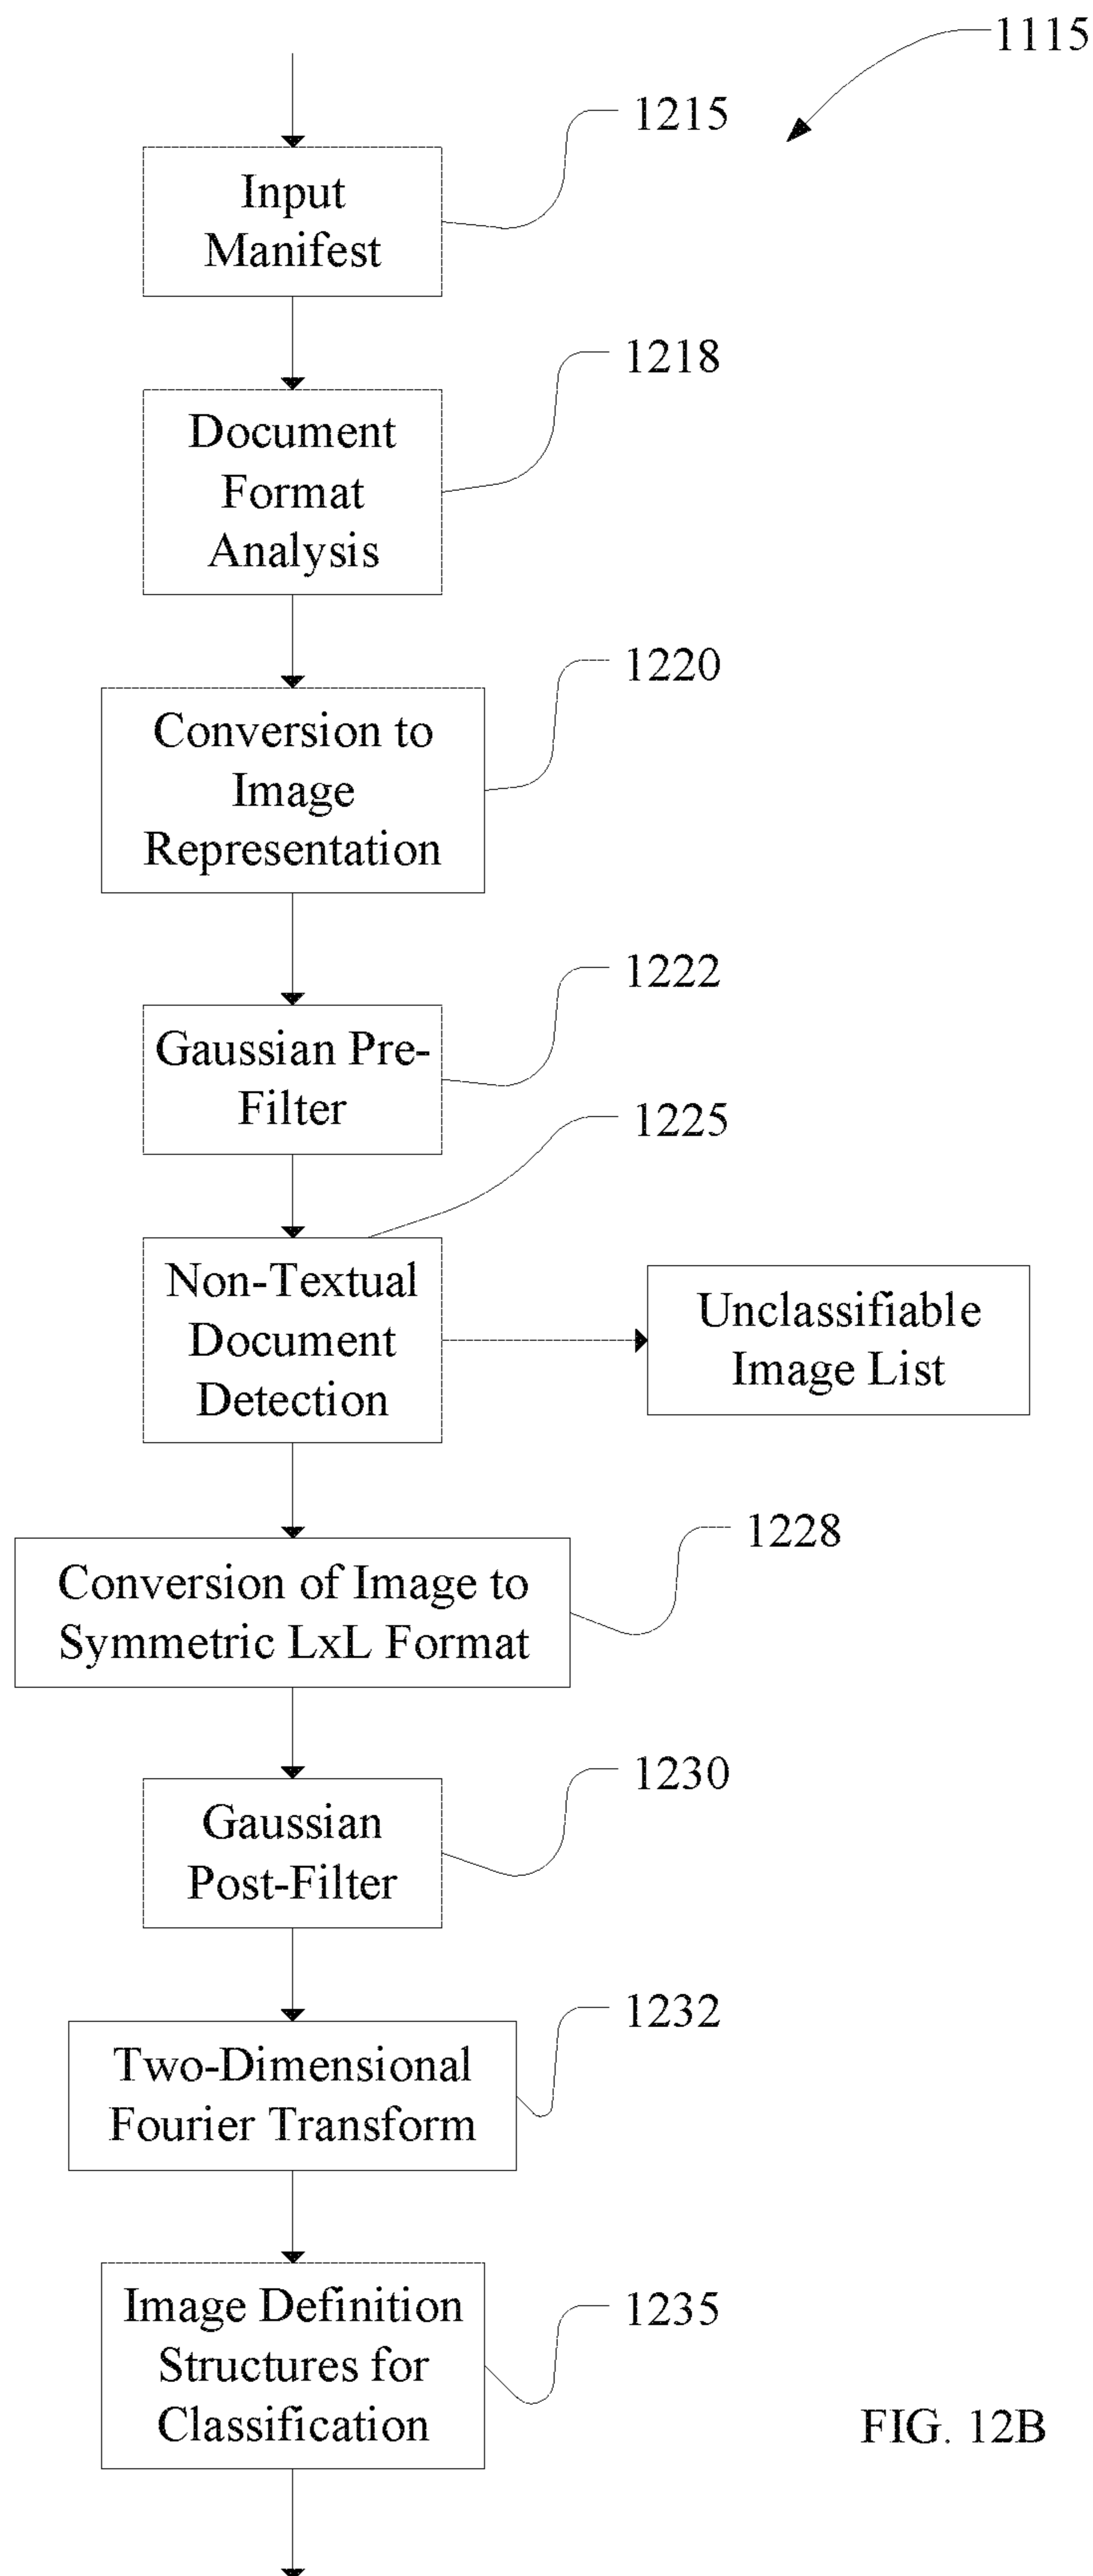 1115
1215
Input
Manifest
1218
Document
Format
Analysis
1220
Conversion to
Image
Representation
1222
Gaussian Pre-
Filter
1225
Non-Textual
Document
Detection
Unclassifiable
Image List
1228
Conversion of Image to
Symmetric LxL Format
1230
Gaussian
Post-Filter
1232
Two-Dimensional
Fourier Transform
1235
Image Definition
Structures for
Classification
FIG. 12B